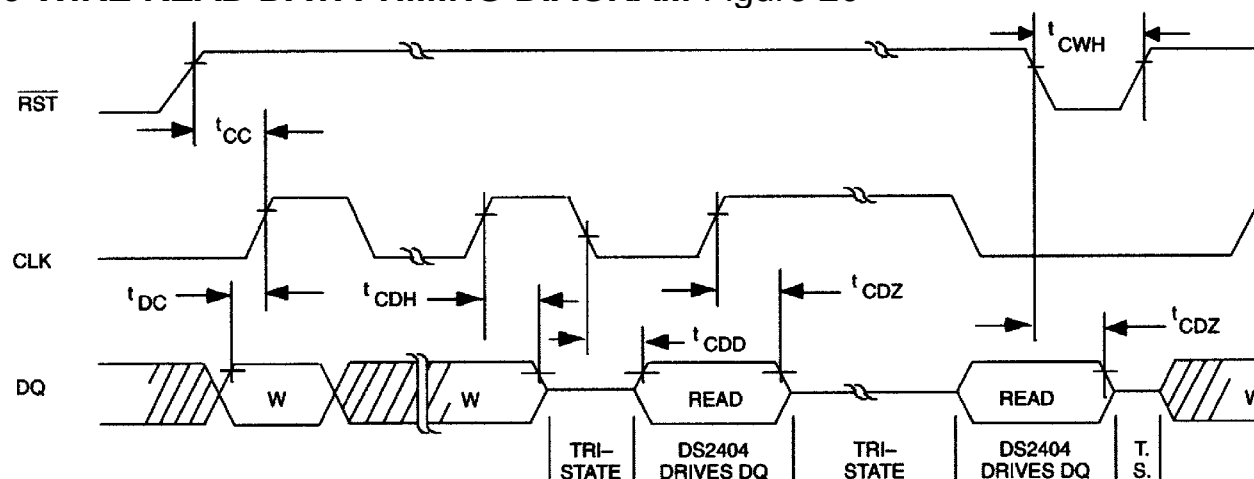 3-WIRE READ DATA TIMING DIAGRAM Figure 20
t CWH
RST
t CC
CLK
t DC
t CDH
t CDZ
t CDD
t CDZ
DQ
W
W
READ
READ
W
TRI-
STATE
DS2404
DRIVES DQ
TRI-
STATE
DS2404
DRIVES DQ
T.
S.